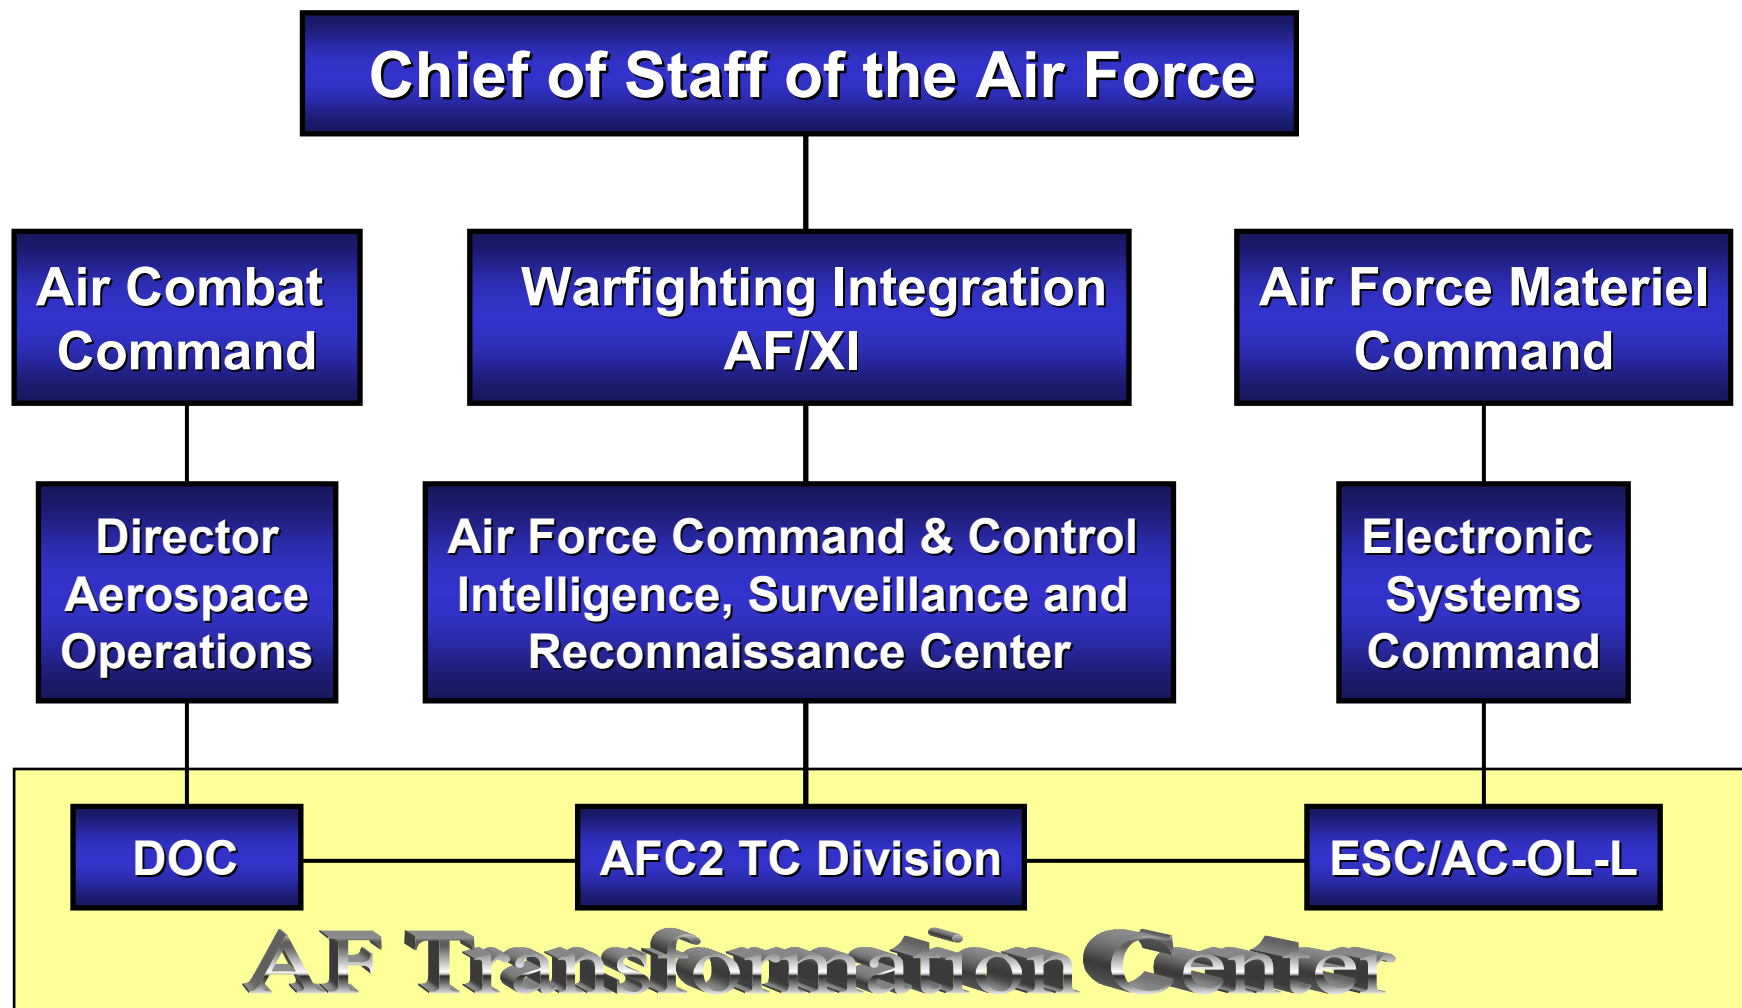 Chief of Staff of the Air Force
Air Combat
Command
Warfighting Integration
AF/XI
Air Force Materiel
Command
Director
Aerospace
Operations
Air Force Command & Control
Intelligence, Surveillance and
Reconnaissance Center
Electronic
Systems
Command
DOC
AFC2 TC Division
ESC/AC-OL-L
AF Transformation Center